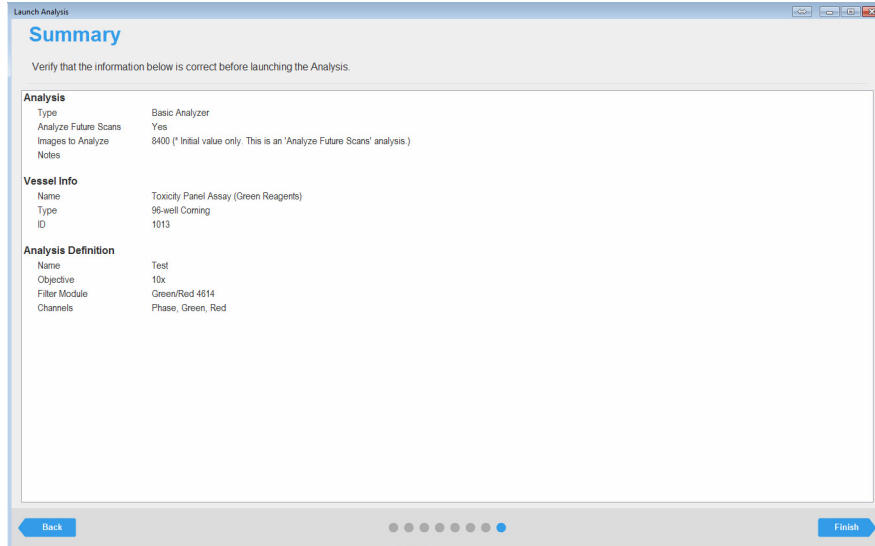 Launch Analysis
Summary
Verify that the information below is correct before launching the Analysis.
Analysis
Type Basic Analyzer
Analyze Future Scans Yes
Images to Analyze 8400 (* Initial value only. This is an 'Analyze Future Scans' analysis.)
Notes
Vessel Info
Name Toxicity Panel Assay (Green Reagents)
Type 96-well Corning
ID 1013
Analysis Definition
Name Test
Objective 10x
Filter Module Green/Red 4614
Channels Phase, Green, Red
Back Finish